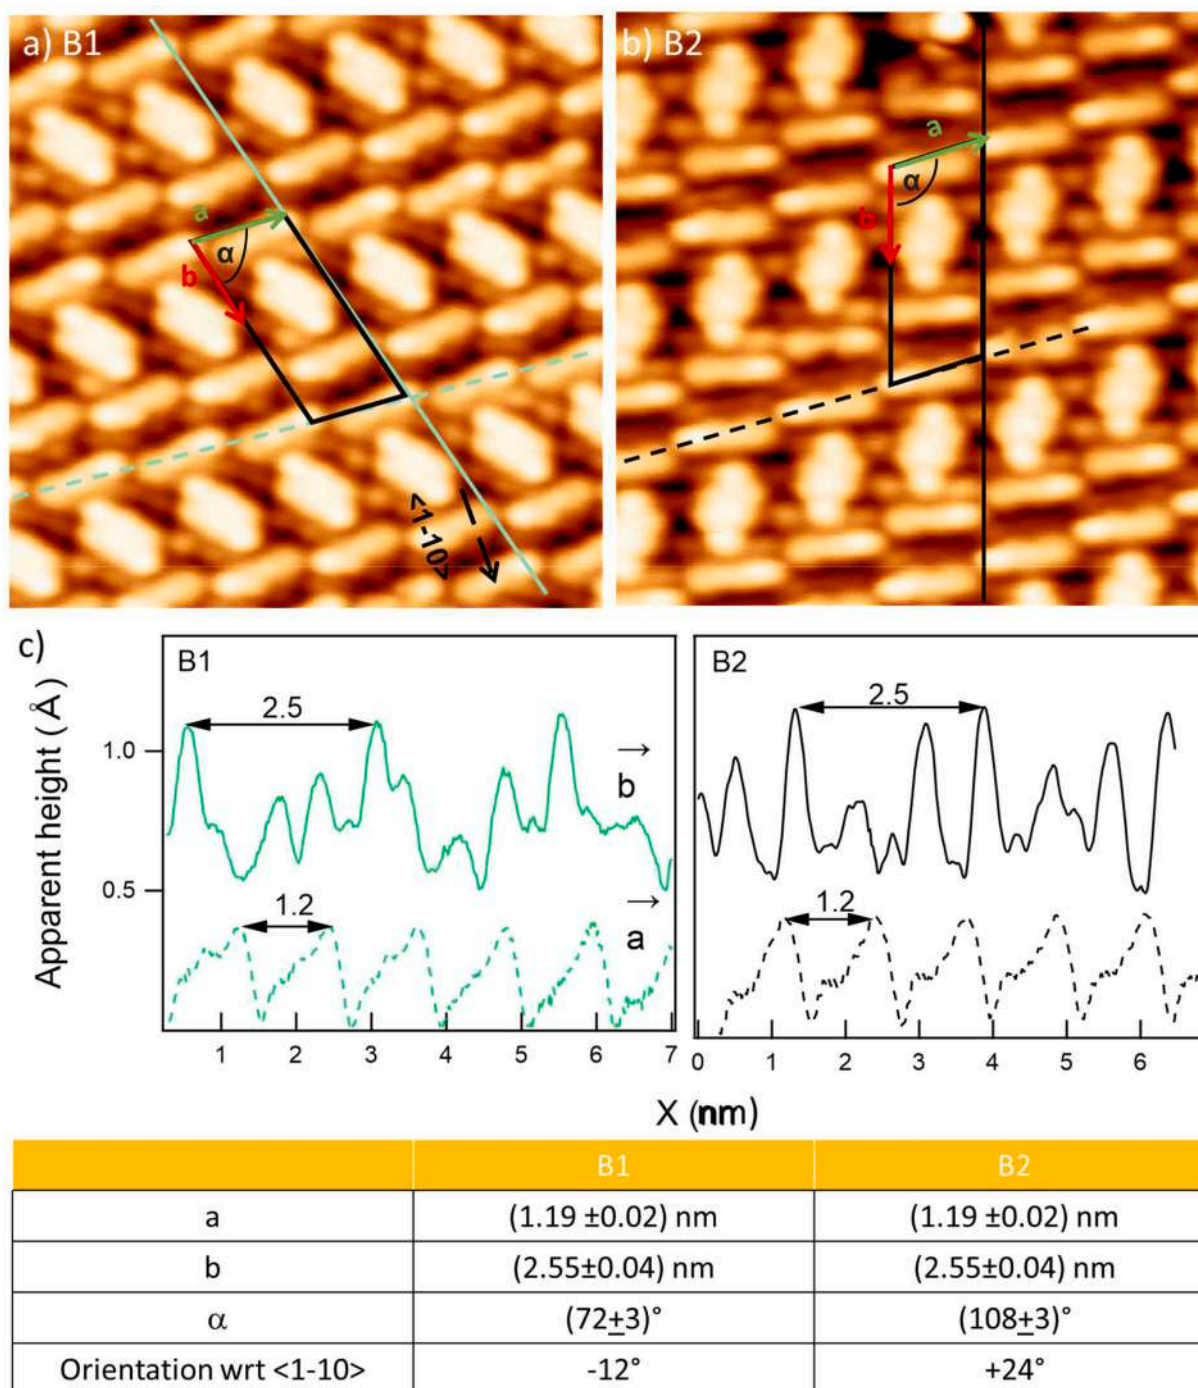 a) B1
b) B2
a
α
b
a
α
b
<1-10>
c)
B1
2.5
b
1.2
a
B2
2.5
1.2
Apparent height (Å)
1.0
0.5
1 2 3 4 5 6 7
0 1 2 3 4 5 6
X (nm)
B1 B2
a (1.19 ±0.02) nm (1.19 ±0.02) nm
b (2.55±0.04) nm (2.55±0.04) nm
α (72±3)° (108±3)°
Orientation wrt <1-10> -12° +24°